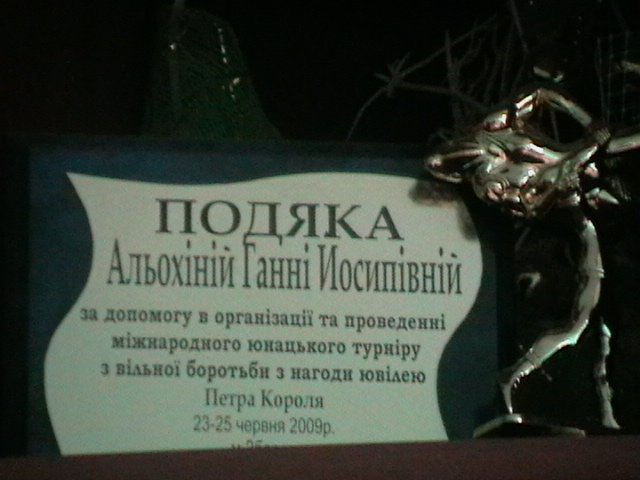 ПОДЯКА
Альохіній Ганні Йосипівній
за допомогу в організації та проведенні
міжнародного юнацького турніру
з вільної боротьби з нагоди ювілею
Петра Короля
23-25 червня 2009р.